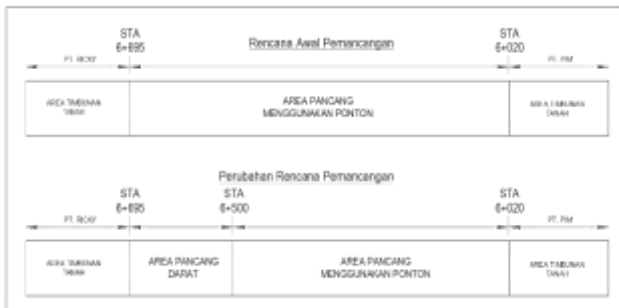 Rencana Awal Pemancangan
STA
6+695
STA
6+020
PT. RICKY
PT. PIM
AREA TIMBUNAN
TANAH
AREA PANCANG
MENGGUNAKAN PONTON
AREA TIMBUNAN
TANAH
Perubahan Rencana Pemancangan
STA
6+695
STA
6+500
STA
6+020
PT. RICKY
PT. PIM
AREA TIMBUNAN
TANAH
AREA PANCANG
DARAT
AREA PANCANG
MENGGUNAKAN PONTON
AREA TIMBUNAN
TANAH